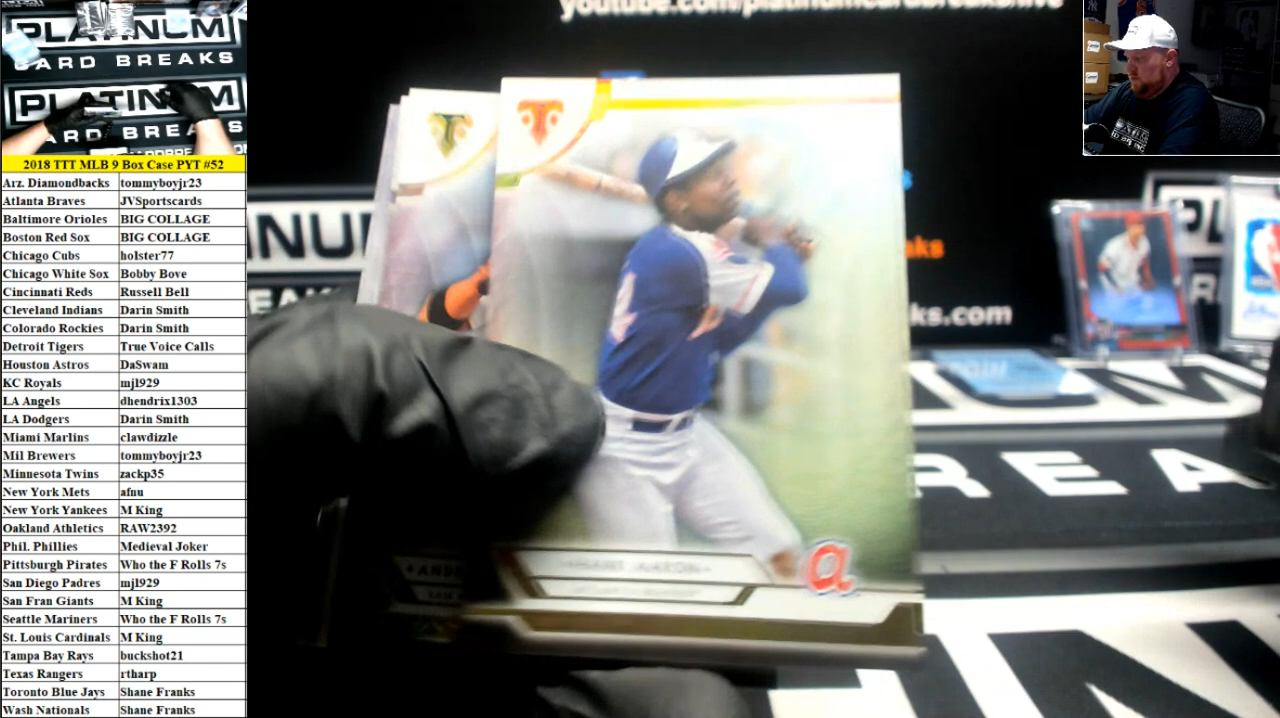 youtube.com/platinumcardbreakslive
PLATINUM
CARD BREAKS
PLATINUM
2018 TTT MLB 9 Box Case PYT #52
Arz. Diamondbacks tommyboyjr23
Atlanta Braves JVSportscards
Baltimore Orioles BIG COLLAGE
Boston Red Sox BIG COLLAGE
Chicago Cubs holster77
Chicago White Sox Bobby Bove
Cincinnati Reds Russell Bell
Cleveland Indians Darin Smith
Colorado Rockies Darin Smith
Detroit Tigers True Voice Calls
Houston Astros DaSwam
KC Royals mjl929
LA Angels dhendrix1303
LA Dodgers Darin Smith
Miami Marlins clawdizzle
Mil Brewers tommyboyjr23
Minnesota Twins zackp35
New York Mets afnu
New York Yankees M King
Oakland Athletics RAW2392
Phil. Phillies Medieval Joker
Pittsburgh Pirates Who the F Rolls 7s
San Diego Padres mjl929
San Fran Giants M King
Seattle Mariners Who the F Rolls 7s
St. Louis Cardinals M King
Tampa Bay Rays buckshot21
Texas Rangers rtharp
Toronto Blue Jays Shane Franks
Wash Nationals Shane Franks
T
T
aks
ks.com
REA
a